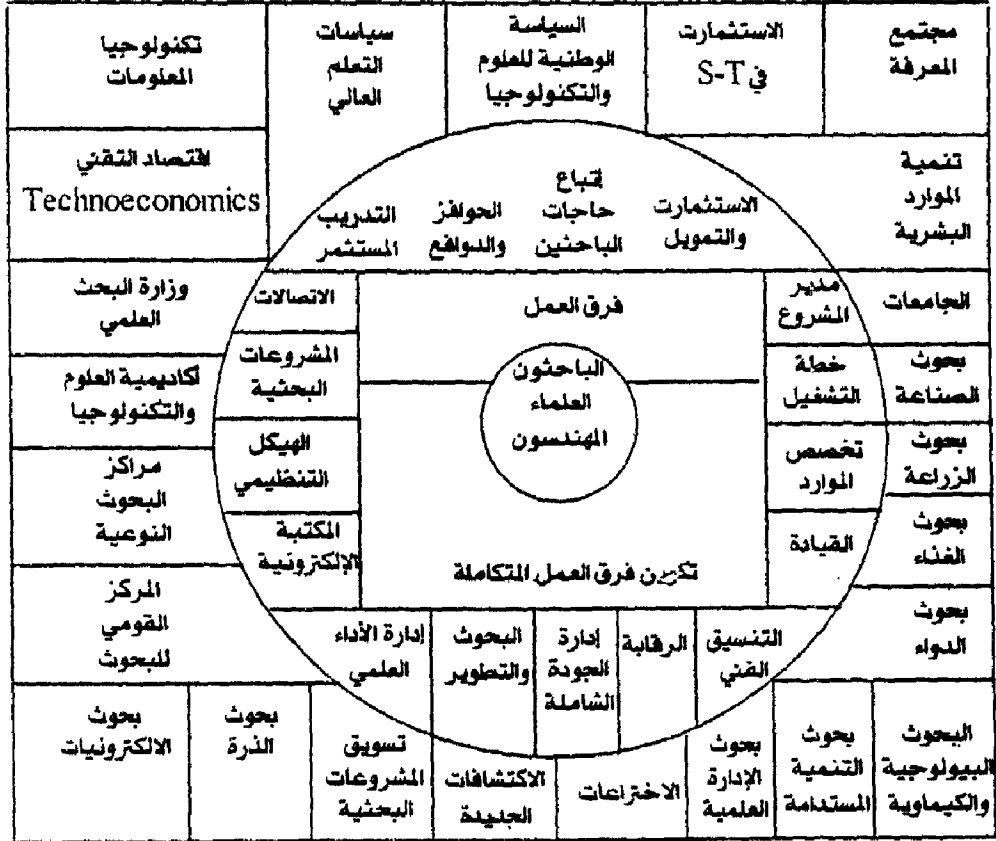 مجتمع
المعرفة
الاستثمارت
في S-T
السياسة
الوطنية للعلوم
والتكنولوجيا
سياسات
التعلم
العالي
تكنولوجيا
المعلومات
اقتصاد التقني
Technoeconomics
تنمية
الموارد
البشرية
الاستثمارت
والتمويل
إتباع
حاجات
الباحثين
الحوافز
والدوافع
التدريب
المستثمر
وزارة البحث
العلمي
أكاديمية العلوم
والتكنولوجيا
مراكز
البحوث
النوعية
المركز
القومي
للبحوث
الجامعات
بحوث
الصناعة
بحوث
الزراعة
بحوث
الغذاء
بحوث
الدواء
مدير
المشروع
خطة
التشغيل
تخصص
الموارد
القيادة
فرق العمل
الباحثون
العلماء
المهندسون
تكوين فرق العمل المتكاملة
الاتصالات
المشروعات
البحثية
الهيكل
التنظيمي
المكتبة
الإلكترونية
التنسيق
الفني
الرقابة
إدارة
الجودة
الشاملة
البحوث
والتطوير
إدارة الأداء
العلمي
البحوث
البيولوجية
والكيماوية
بحوث
التنمية
المستدامة
بحوث
الإدارة
العلمية
الاختراعات
الاكتشافات
الجديدة
تسويق
المشروعات
البحثية
بحوث
الذرة
بحوث
الالكترونيات